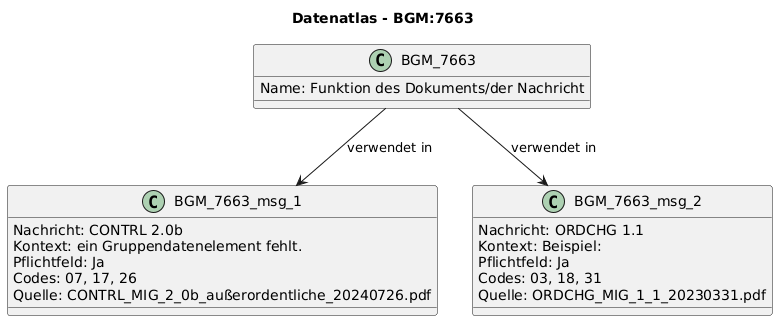 Datenatlas - BGM:7663
C BGM_7663
Name: Funktion des Dokuments/der Nachricht
verwendet in
verwendet in
C BGM_7663_msg_1
Nachricht: CONTRL 2.0b
Kontext: ein Gruppendatenelement fehlt.
Pflichtfeld: Ja
Codes: 07, 17, 26
Quelle: CONTRL_MIG_2_0b_außerordentliche_20240726.pdf
C BGM_7663_msg_2
Nachricht: ORDCHG 1.1
Kontext: Beispiel:
Pflichtfeld: Ja
Codes: 03, 18, 31
Quelle: ORDCHG_MIG_1_1_20230331.pdf